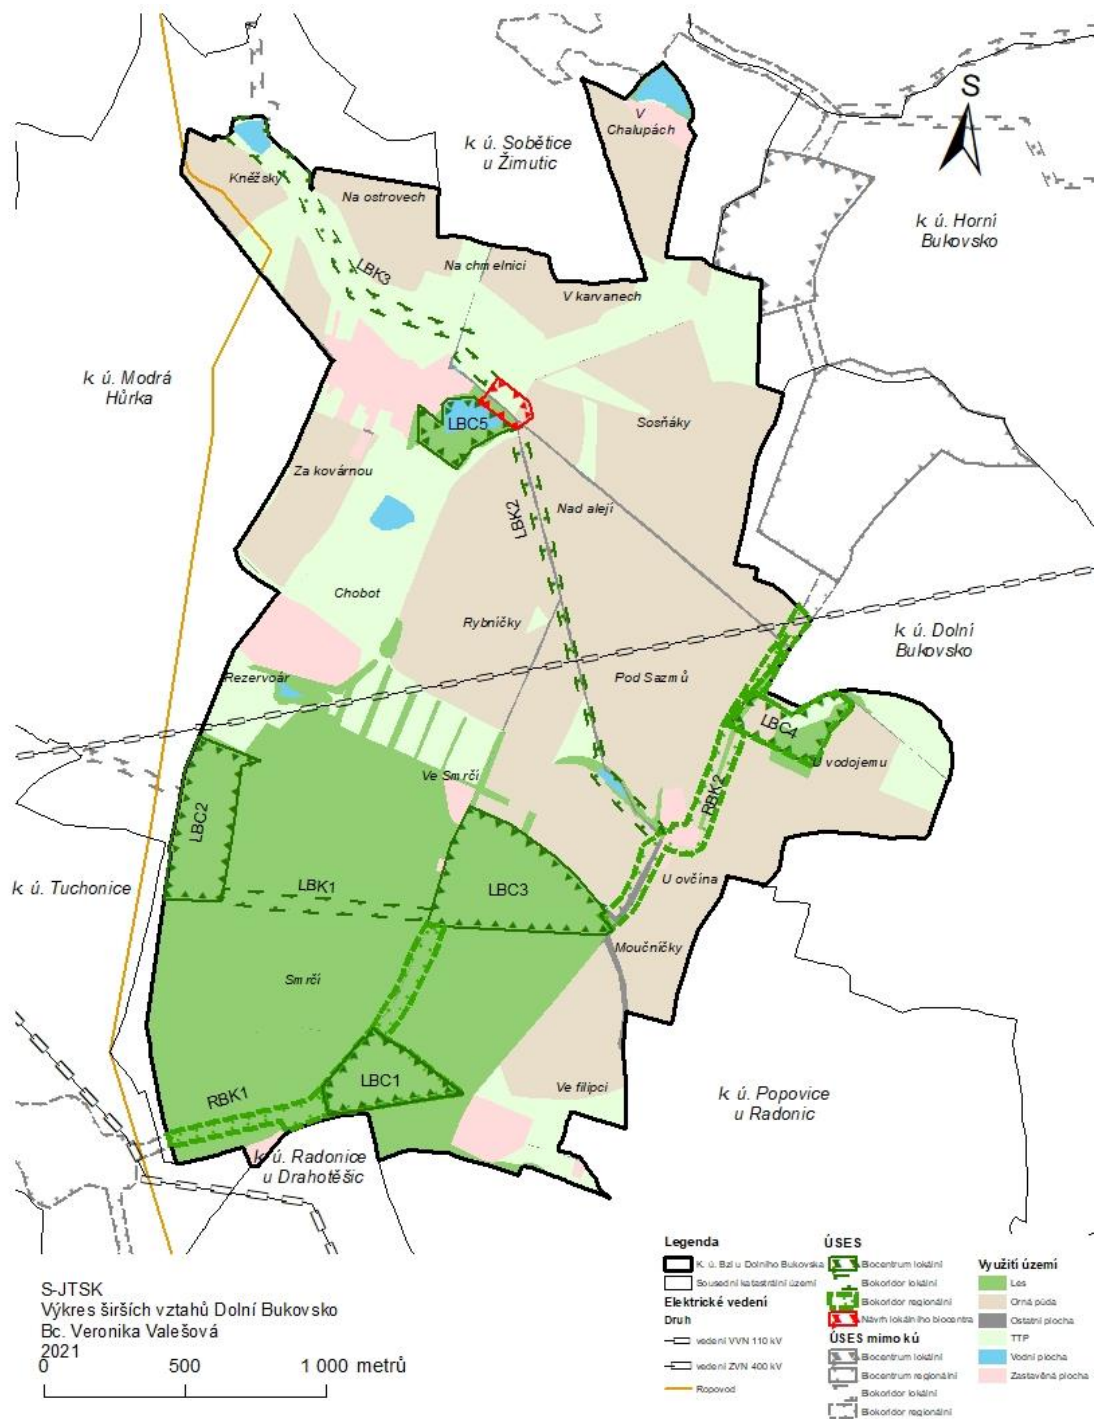 S
V
Chalupách
k. ú. Sobětice
u Žimutic
k. ú. Horní
Bukovsko
Kněžský
Na ostrovech
LBK3
Na chmelnici
V karvanech
k. ú. Modrá
Hůrka
LBC5
Sosňáky
Za kovárnou
LBK2
Nad alejí
Chobot
Rybníčky
k. ú. Dolní
Bukovsko
Rezervoár
Pod Sazmů
LBC4
U vodojemu
Ve Smrčí
RBK2
LBC2
k. ú. Tuchonice
LBK1
LBC3
U ovčína
Moučníčky
Smrčí
LBC1
Ve filipci
RBK1
k. ú. Popovice
u Radonic
k. ú. Radonice
u Drahotěšic
S-JTSK
Výkres širších vztahů Dolní Bukovsko
Bc. Veronika Valešová
2021
0 500 1 000 metrů
Legenda
K. ú. Bzí u Dolního Bukovska
Sousední katastrální území
Elektrické vedení
Druh
vedení VVN 110 kV
vedení ZVN 400 kV
Ropovod
ÚSES
Biocentrum lokální
Biokoridor lokální
Biokoridor regionální
Návrh lokálního biocentra
ÚSES mimo kú
Biocentrum lokální
Biocentrum regionální
Biokoridor lokální
Biokoridor regionální
Využití území
Les
Orná půda
Ostatní plocha
TTP
Vodní plocha
Zastavěná plocha